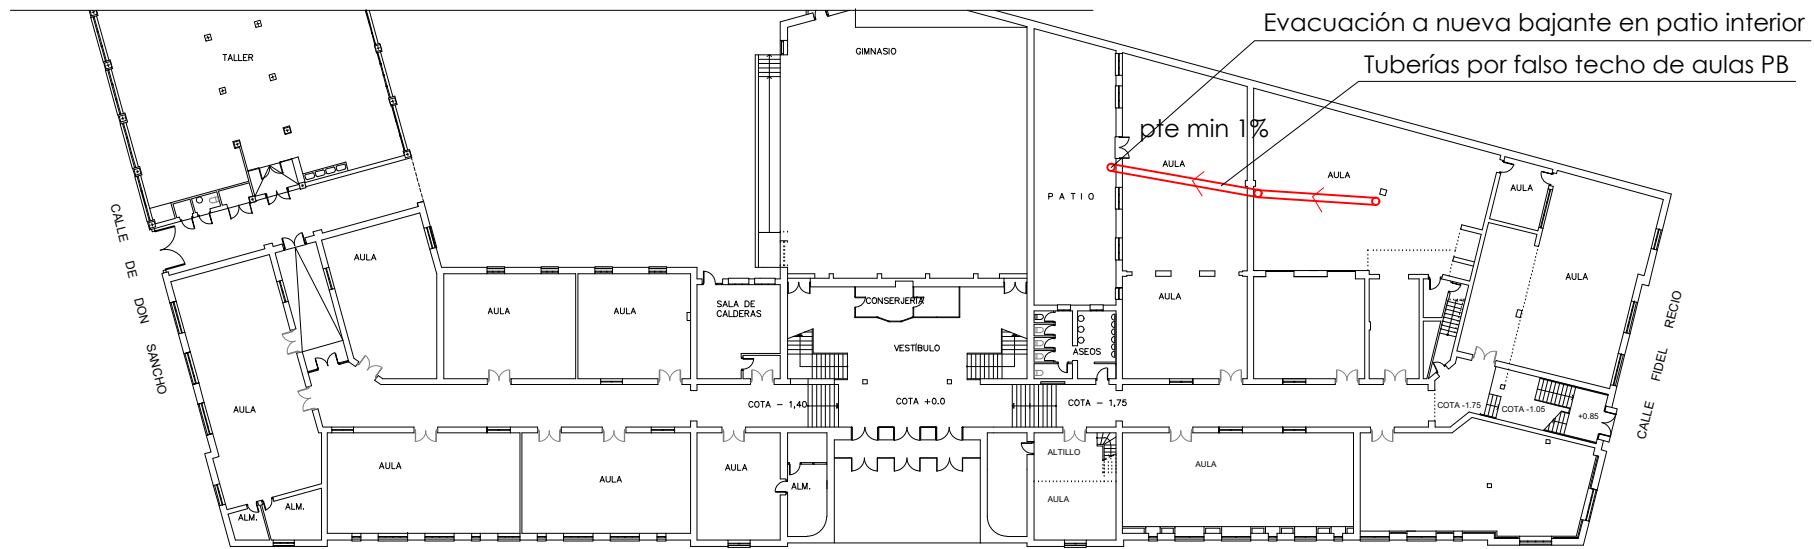 Evacuación a nueva bajante en patio interior
Tuberías por falso techo de aulas PB
pte min 1%
TALLER
GIMNASIO
AULA
AULA
AULA
PATIO
CALLE DE DON SANCHO
AULA
AULA
AULA
AULA
SALA DE
CALDERAS
CONSERJERÍA
VESTÍBULO
AULA
ASEOS
CALLE FIDEL RECIO
AULA
COTA - 1,40
COTA +0.0
COTA - 1,75
COTA -1.75
COTA -1.05
+0.85
AULA
AULA
AULA
ALM.
ALTILLO
AULA
AULA
ALM.
ALM.